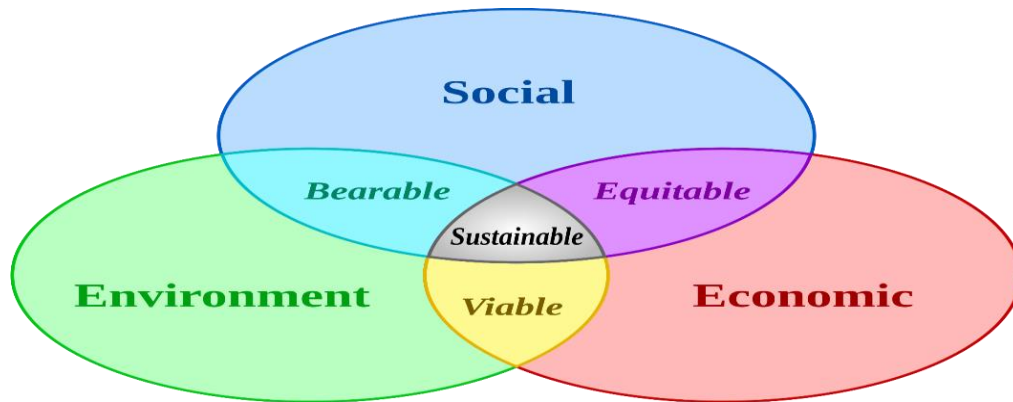 Social
Bearable
Equitable
Sustainable
Environment
Viable
Economic